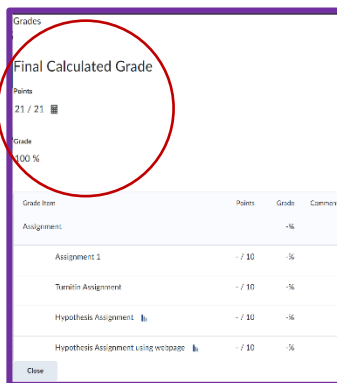 Grades
Final Calculated Grade
Points
21 / 21
Grade
100 %
Grade Item Points Grade Commen
Assignment -%
Assignment 1 - / 10 -%
Turnitin Assignment - / 10 -%
Hypothesis Assignment - / 10 -%
Hypothesis Assignment using webpage - / 10 -%
Close